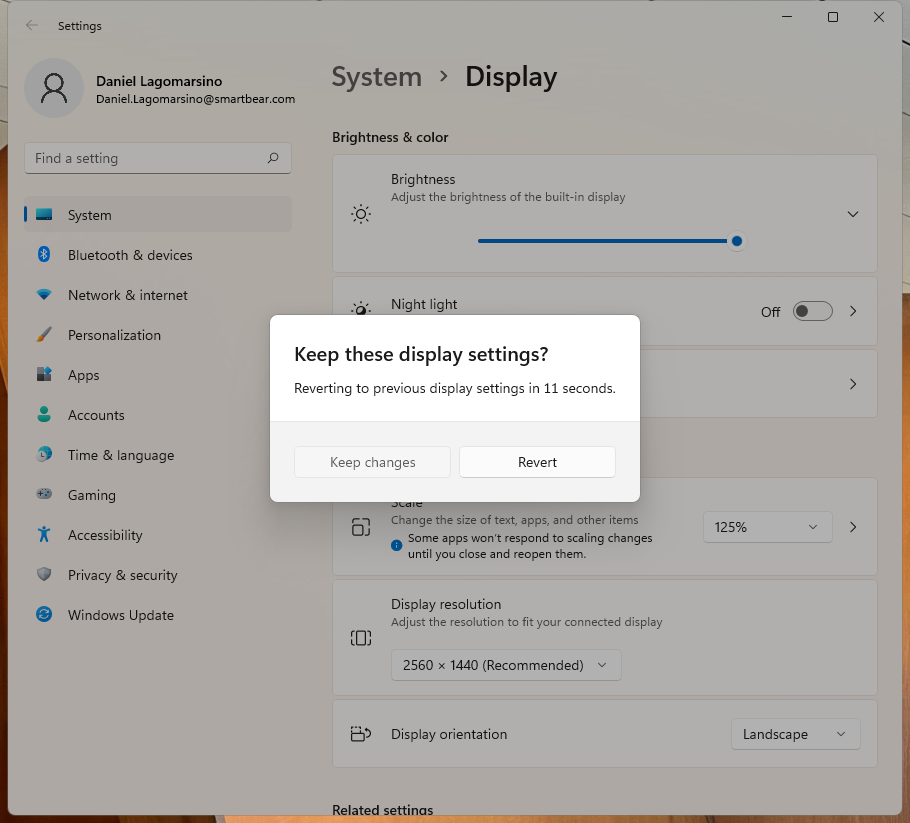 Settings
Daniel Lagomarsino
Daniel.Lagomarsino@smartbear.com
Find a setting
System
Bluetooth & devices
Network & internet
Personalization
Apps
Accounts
Time & language
Gaming
Accessibility
Privacy & security
Windows Update
System > Display
Brightness & color
Brightness
Adjust the brightness of the built-in display
Night light
Off
Keep these display settings?
Reverting to previous display settings in 11 seconds.
Keep changes
Revert
Scale
Change the size of text, apps, and other items
Some apps won't respond to scaling changes
until you close and reopen them.
125%
Display resolution
Adjust the resolution to fit your connected display
2560 × 1440 (Recommended)
Display orientation
Landscape
Related settings